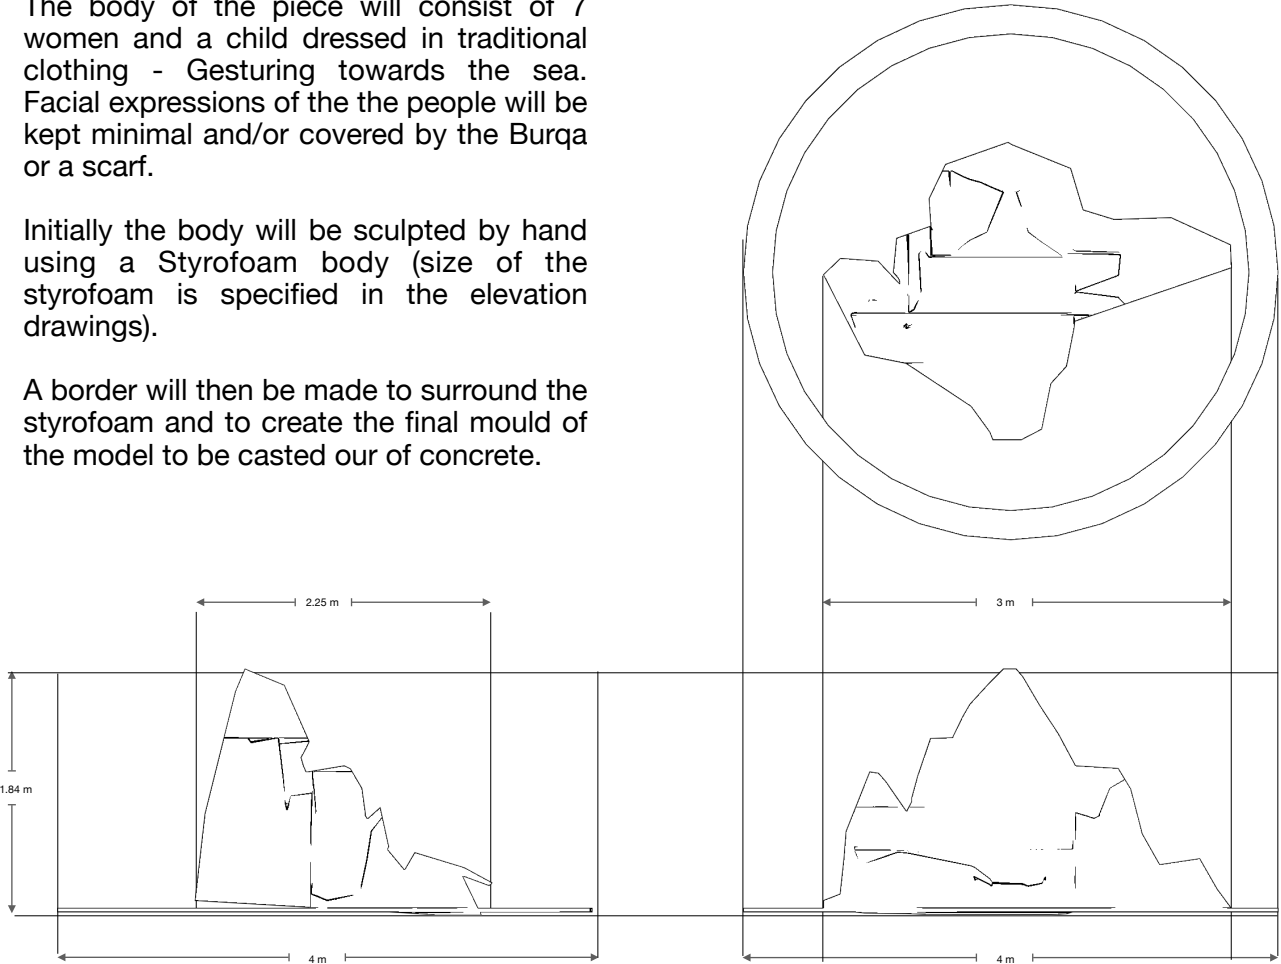 The body of the piece will consist of 7
women and a child dressed in traditional
clothing - Gesturing towards the sea.
Facial expressions of the the people will be
kept minimal and/or covered by the Burqa
or a scarf.
Initially the body will be sculpted by hand
using a Styrofoam body (size of the
styrofoam is specified in the elevation
drawings).
A border will then be made to surround the
styrofoam and to create the final mould of
the model to be casted our of concrete.
2.25 m
3 m
1.84 m
4 m
4 m